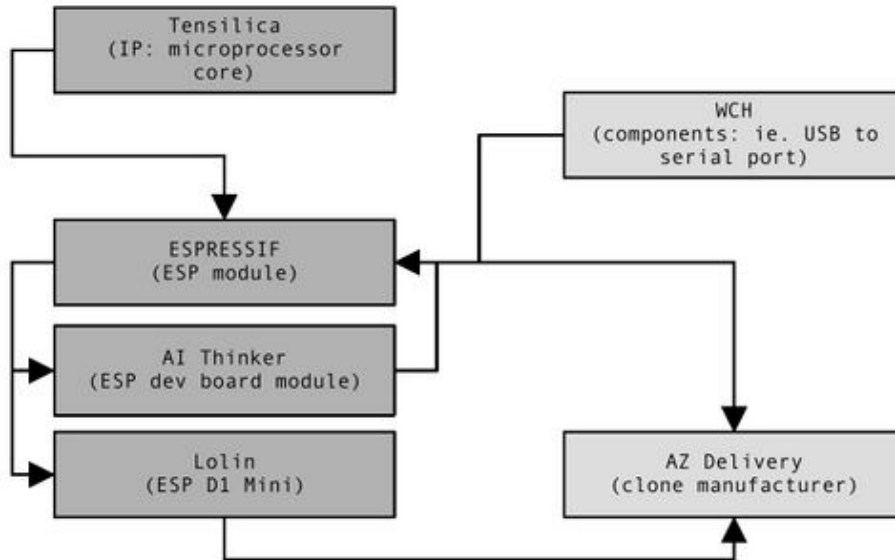 Tensilica
(IP: microprocessor
core)
WCH
(components: ie. USB to
serial port)
ESPRESSIF
(ESP module)
AI Thinker
(ESP dev board module)
Lolin
(ESP D1 Mini)
AZ Delivery
(clone manufacturer)